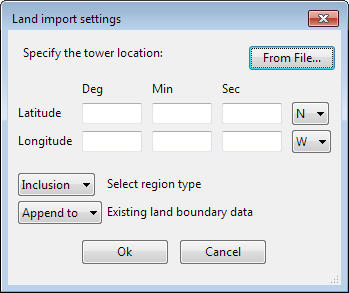 Land import settings
Specify the tower location:
From File...
Deg Min Sec
Latitude N
Longitude W
Inclusion Select region type
Append to Existing land boundary data
Ok Cancel